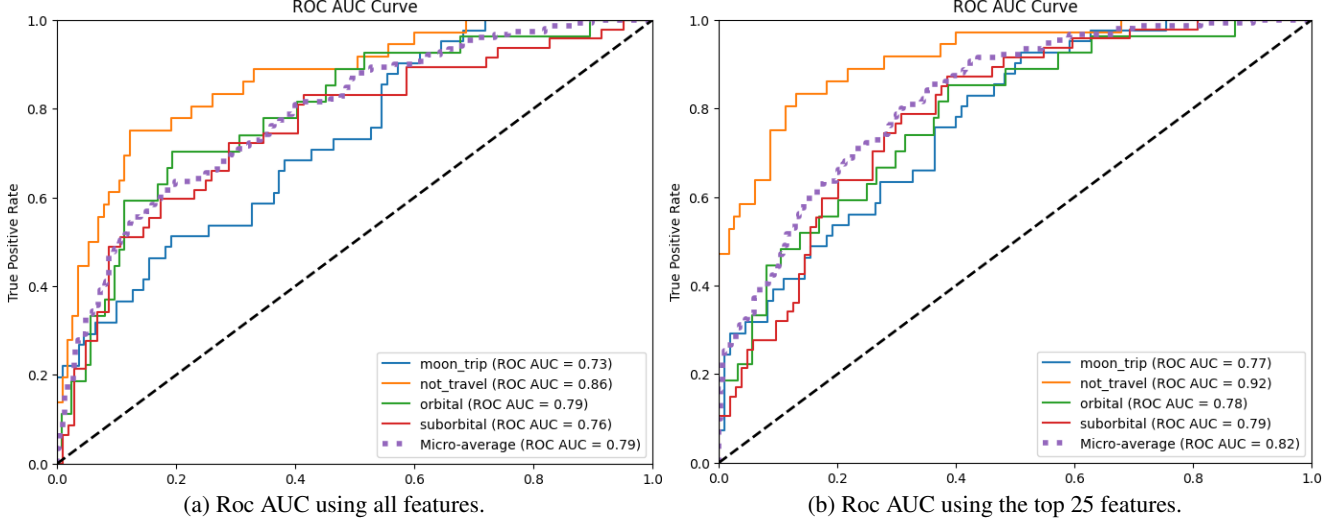 ROC AUC Curve
True Positive Rate
1.0
0.8
0.6
0.4
0.2
0.0
0.0 0.2 0.4 0.6 0.8 1.0
moon_trip (ROC AUC = 0.73)
not_travel (ROC AUC = 0.86)
orbital (ROC AUC = 0.79)
suborbital (ROC AUC = 0.76)
Micro-average (ROC AUC = 0.79)
(a) Roc AUC using all features.
ROC AUC Curve
True Positive Rate
1.0
0.8
0.6
0.4
0.2
0.0
0.0 0.2 0.4 0.6 0.8 1.0
moon_trip (ROC AUC = 0.77)
not_travel (ROC AUC = 0.92)
orbital (ROC AUC = 0.78)
suborbital (ROC AUC = 0.79)
Micro-average (ROC AUC = 0.82)
(b) Roc AUC using the top 25 features.